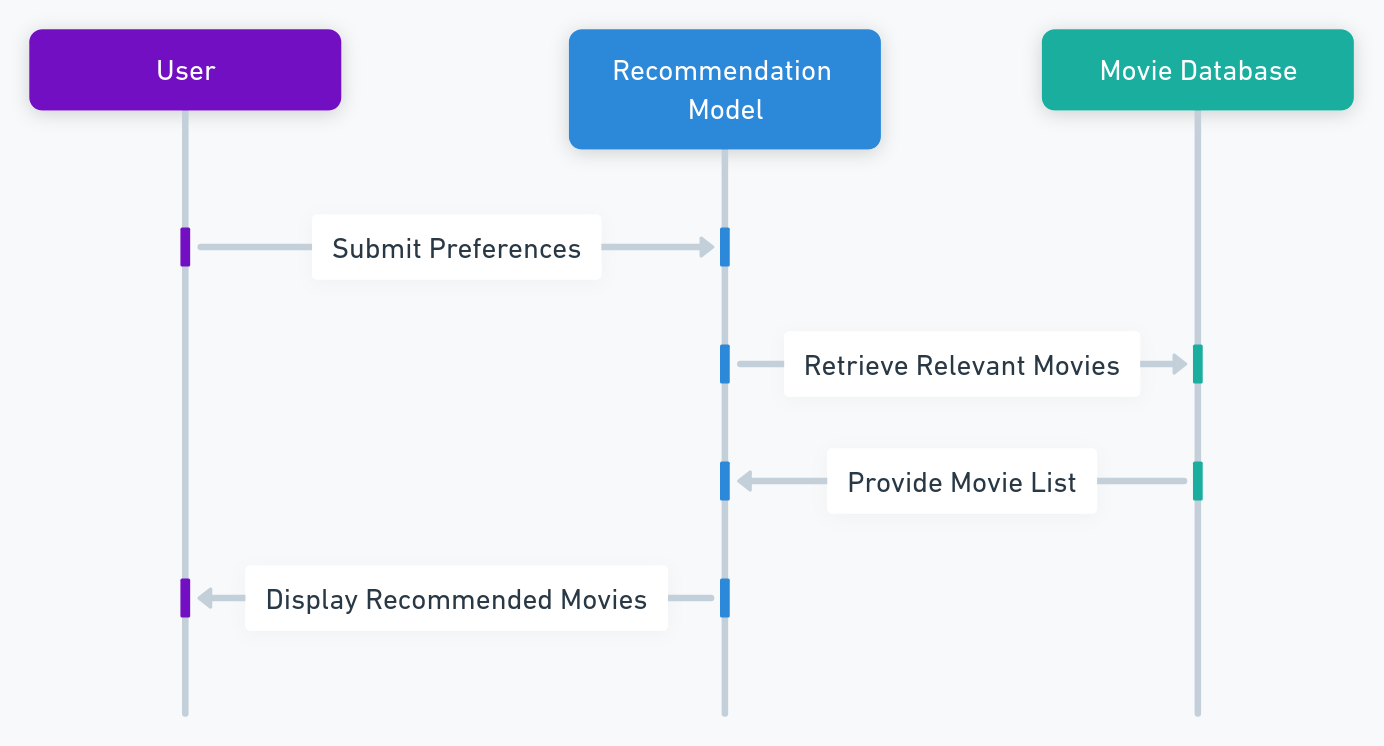 User
Recommendation
Model
Movie Database
Submit Preferences
Retrieve Relevant Movies
Provide Movie List
Display Recommended Movies